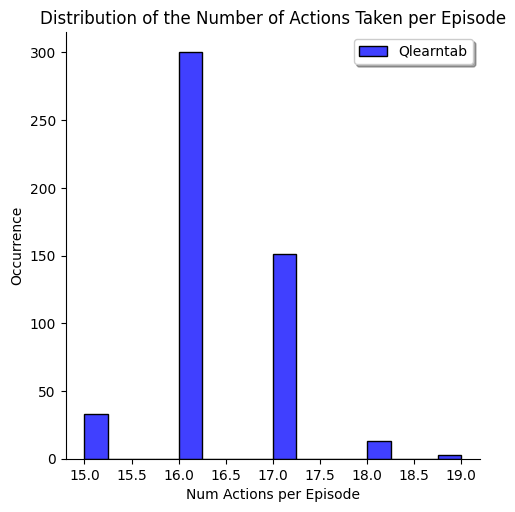 Distribution of the Number of Actions Taken per Episode
Qlearntab
300
250
200
150
100
50
0
Occurrence
15.0 15.5 16.0 16.5 17.0 17.5 18.0 18.5 19.0
Num Actions per Episode